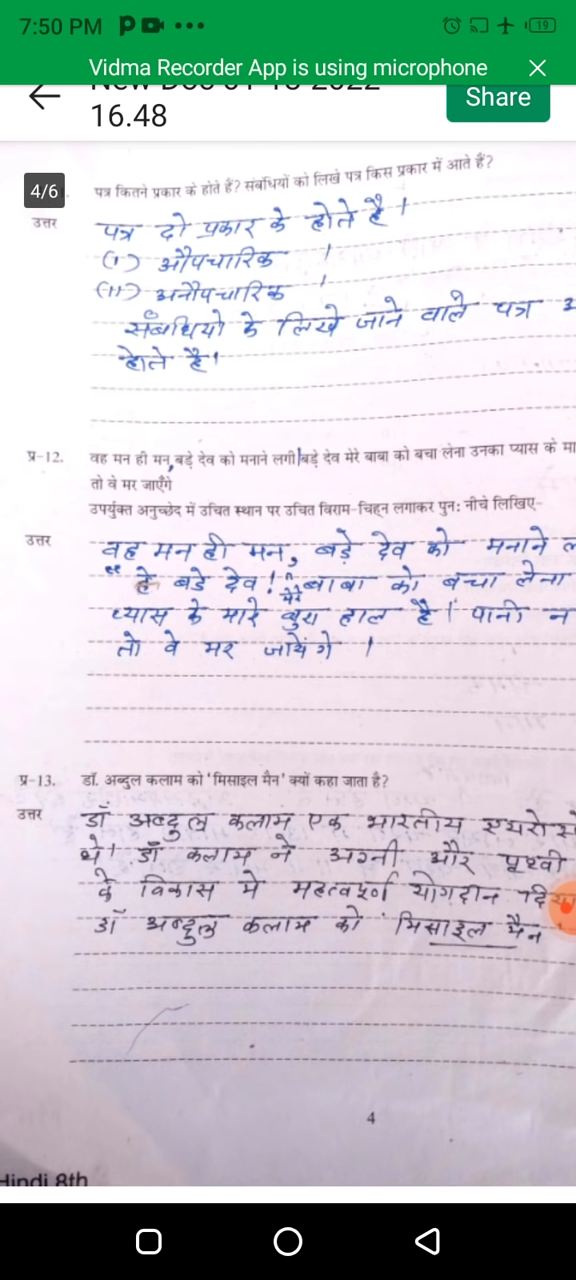 7:50 PM
19
Vidma Recorder App is using microphone
16.48
Share
4/6
पत्र कितने प्रकार के होते हैं? संबधियों को लिखे पत्र किस प्रकार में आते हैं?
उत्तर पत्र दो प्रकार के होते है।
(I) औपचारिक ।
(II) अनौपचारिक ।
सँबधियो के लिखे जाने वाले पत्र अ
होते है।
प्र-12. वह मन ही मन, बड़े देव को मनाने लगी/बड़े देव मेरे बाबा को बचा लेना उनका प्यास के मा
तो वे मर जाएँगे
उपर्युक्त अनुच्छेद में उचित स्थान पर उचित विराम-चिह्न लगाकर पुन: नीचे लिखिए-
उत्तर वह मन ही मन, बड़े देव को मनाने ल
"हे बडे देव! मेरे बाबा को बचा लेना
प्यास के मारे बुरा हाल है। पानी न
तो वे मर जायेंगे ।
प्र-13. डॉ. अब्दुल कलाम को 'मिसाइल मैन' क्यों कहा जाता है?
उत्तर डॉ अब्दुल कलाम एक भारतीय एयरोस्
थे। डॉ कलाम ने अग्नी और पृथ्वी
के विकास मे महत्वपूर्ण योगदान दिया
डॉ अब्दुल कलाम को 'मिसाइल मैन
4
Hindi 8th